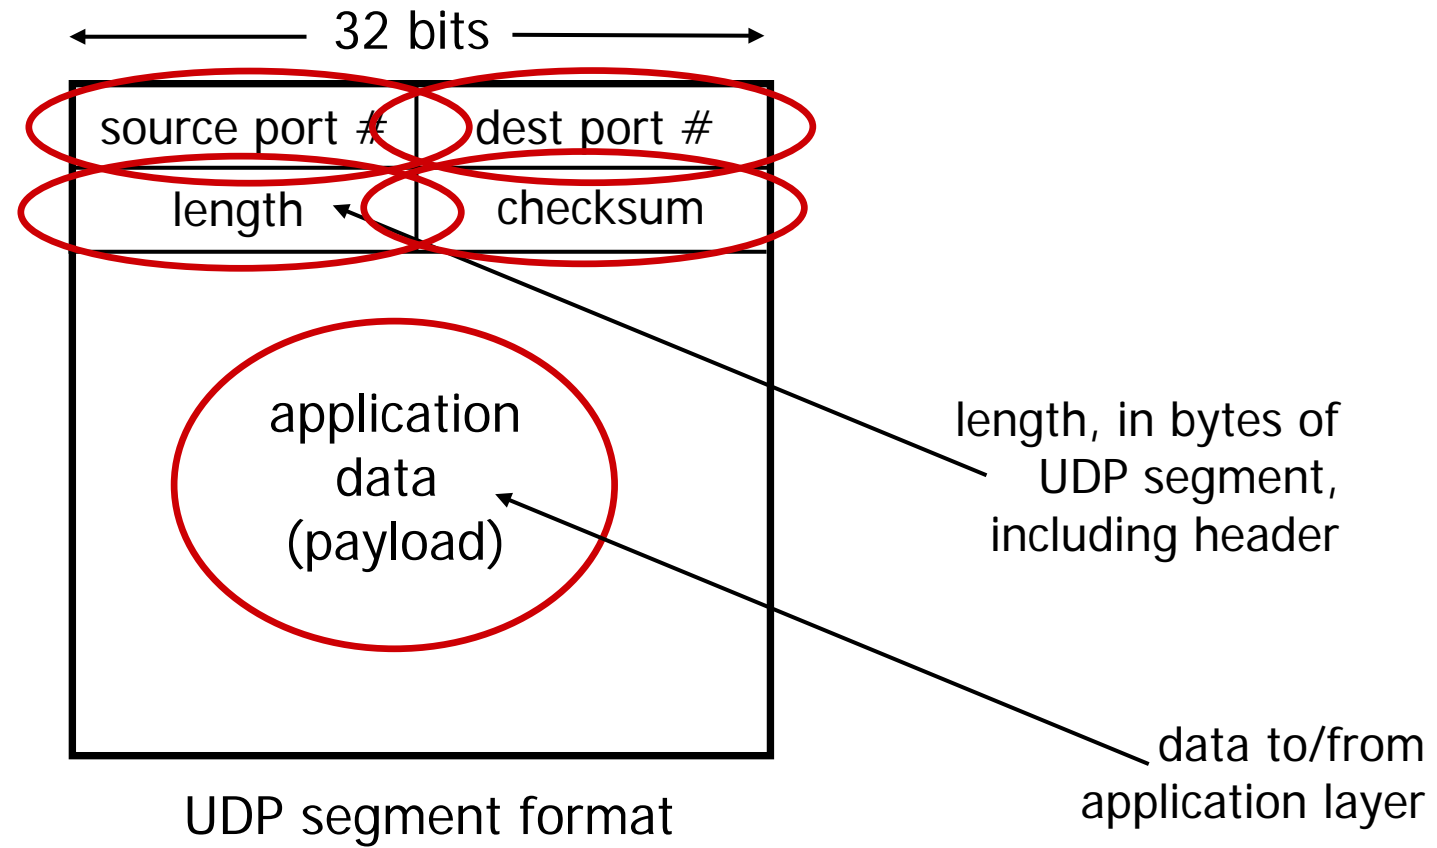 32 bits
source port #
dest port #
length
checksum
application
data
(payload)
length, in bytes of
UDP segment,
including header
data to/from
application layer
UDP segment format